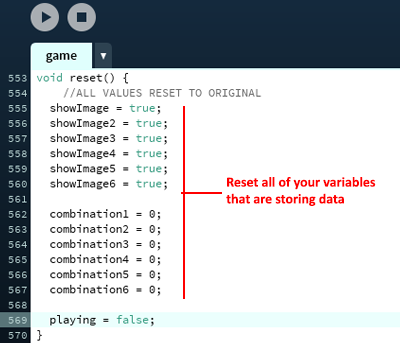 game
553 void reset() {
554 //ALL VALUES RESET TO ORIGINAL
555 showImage = true;
556 showImage2 = true;
557 showImage3 = true;
558 showImage4 = true;
559 showImage5 = true;
560 showImage6 = true;
561
562 combination1 = 0;
563 combination2 = 0;
564 combination3 = 0;
565 combination4 = 0;
566 combination5 = 0;
567 combination6 = 0;
568
569 playing = false;
570 }
Reset all of your variables
that are storing data